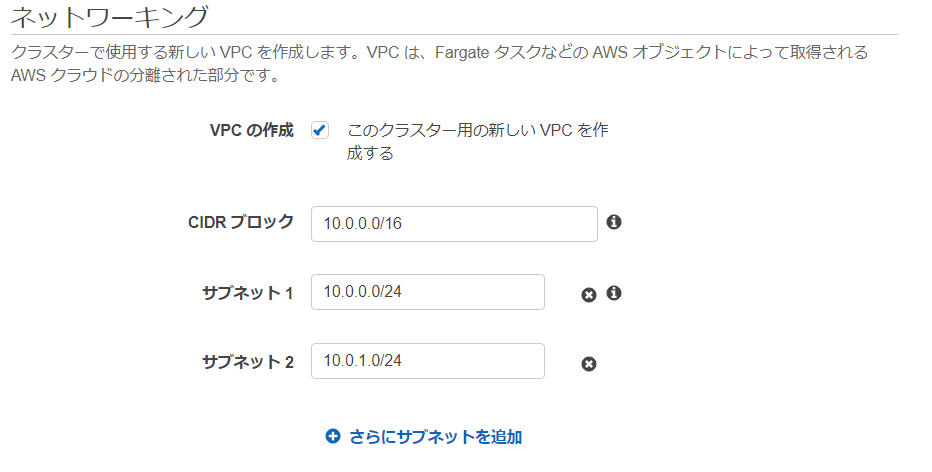 ネットワーキング
クラスターで使用する新しい VPC を作成します。VPC は、Fargate タスクなどの AWS オブジェクトによって取得される
AWS クラウドの分離された部分です。
VPC の作成 このクラスター用の新しい VPC を作
成する
CIDR ブロック 10.0.0.0/16
サブネット 1 10.0.0.0/24
サブネット 2 10.0.1.0/24
さらにサブネットを追加